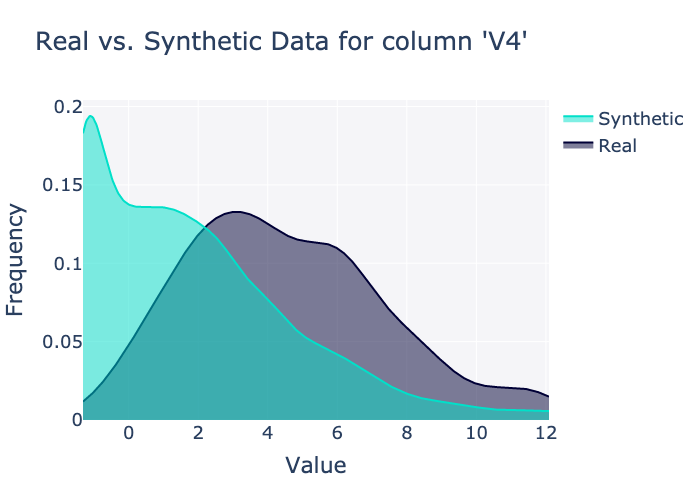 Real vs. Synthetic Data for column 'V4'
Synthetic
Real
0.2
0.15
0.1
0.05
0
Frequency
0 2 4 6 8 10 12
Value